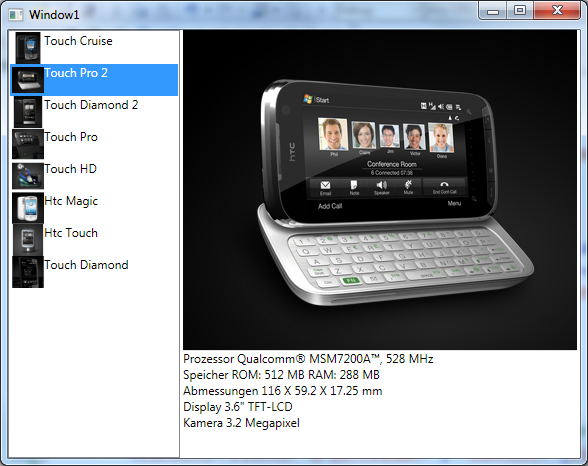 Window1
Touch Cruise
Touch Pro 2
Touch Diamond 2
Touch Pro
Touch HD
Htc Magic
Htc Touch
Touch Diamond
hTC
Start
Phil Claire Jim Victor Diana
Conference Room
6 Connected 07:36
Email Note Speaker Mute End Conf Call
Add Call Menu
Prozessor Qualcomm® MSM7200A™, 528 MHz
Speicher ROM: 512 MB RAM: 288 MB
Abmessungen 116 X 59.2 X 17.25 mm
Display 3.6" TFT-LCD
Kamera 3.2 Megapixel